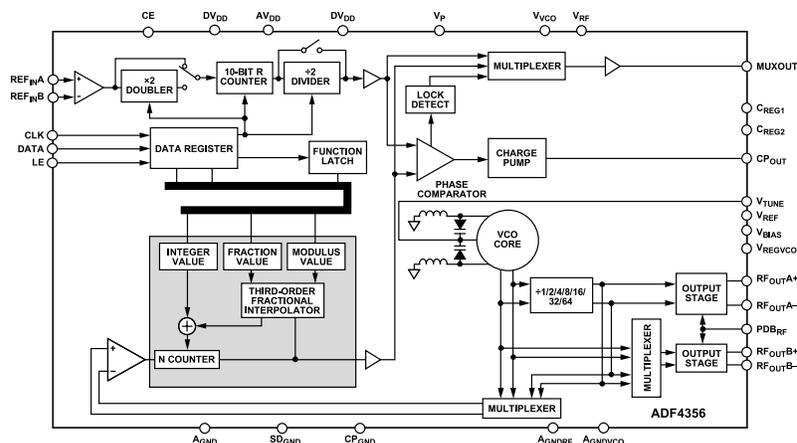 CE
DVDD
AVDD
DVDD
VP
VVCO
VRF
REFINA
REFINB
×2
DOUBLER
10-BIT R
COUNTER
÷2
DIVIDER
MULTIPLEXER
MUXOUT
LOCK
DETECT
CREG1
CREG2
CLK
DATA
LE
DATA REGISTER
FUNCTION
LATCH
CHARGE
PUMP
CPOUT
PHASE
COMPARATOR
VTUNE
VREF
VBIAS
VREGVCO
VCO
CORE
INTEGER
VALUE
FRACTION
VALUE
MODULUS
VALUE
THIRD-ORDER
FRACTIONAL
INTERPOLATOR
N COUNTER
÷1/2/4/8/16/
32/64
OUTPUT
STAGE
RFOUTA+
RFOUTA–
PDBRF
MULTIPLEXER
OUTPUT
STAGE
RFOUTB+
RFOUTB–
MULTIPLEXER
ADF4356
AGND
SDGND
CPGND
AGNDRF
AGNDVCO